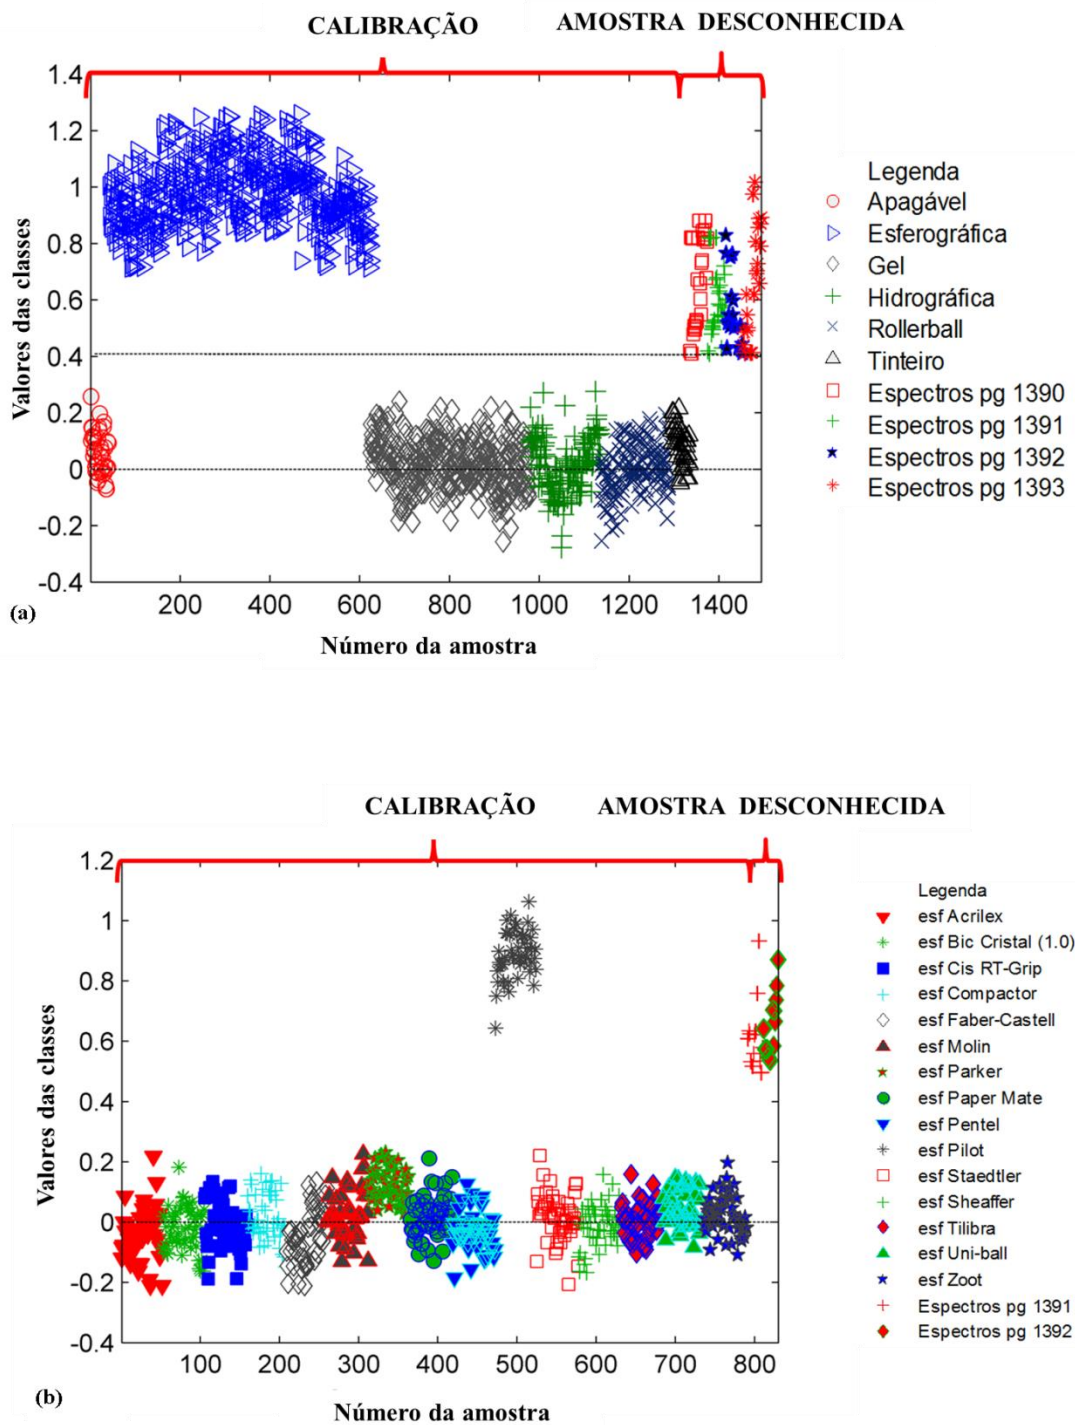 CALIBRAÇÃO
AMOSTRA DESCONHECIDA
1.4
1.2
1
0.8
0.6
0.4
0.2
0
-0.2
-0.4
Valores das classes
200
400
600
800
1000
1200
1400
Número da amostra
(a)
Legenda
Apagável
Esferográfica
Gel
Hidrográfica
Rollerball
Tinteiro
Espectros pg 1390
Espectros pg 1391
Espectros pg 1392
Espectros pg 1393
CALIBRAÇÃO
AMOSTRA DESCONHECIDA
1.2
1
0.8
0.6
0.4
0.2
0
-0.2
-0.4
Valores das classes
100
200
300
400
500
600
700
800
Número da amostra
(b)
Legenda
esf Acrilex
esf Bic Cristal (1.0)
esf Cis RT-Grip
esf Compactor
esf Faber-Castell
esf Molin
esf Parker
esf Paper Mate
esf Pentel
esf Pilot
esf Staedtler
esf Sheaffer
esf Tilibra
esf Uni-ball
esf Zoot
Espectros pg 1391
Espectros pg 1392